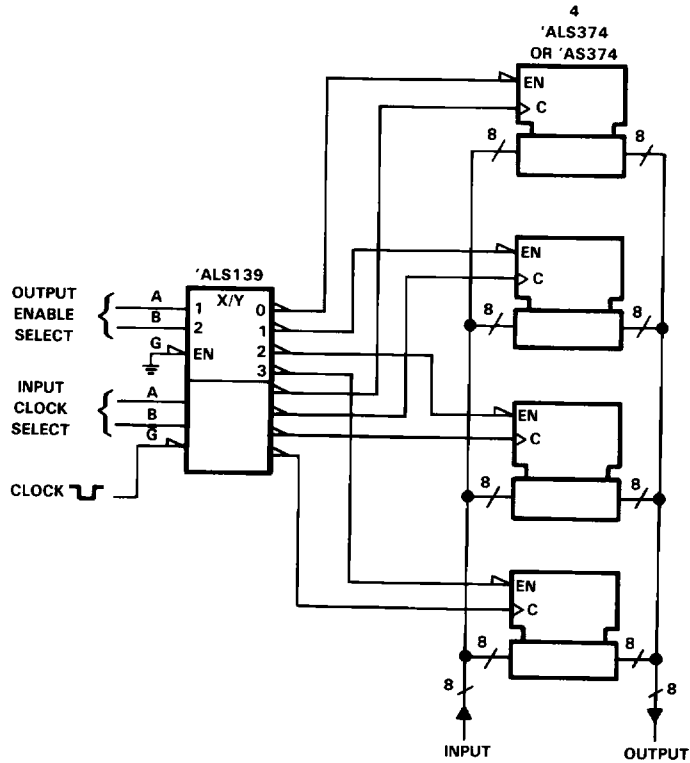 4
'ALS374
OR 'AS374
EN
C
8
8
EN
C
8
8
'ALS139
X/Y
OUTPUT
ENABLE
SELECT
A
B
1
2
0
1
G
EN
2
3
INPUT
CLOCK
SELECT
A
B
G
CLOCK
EN
C
8
8
EN
C
8
8
8
8
INPUT
OUTPUT